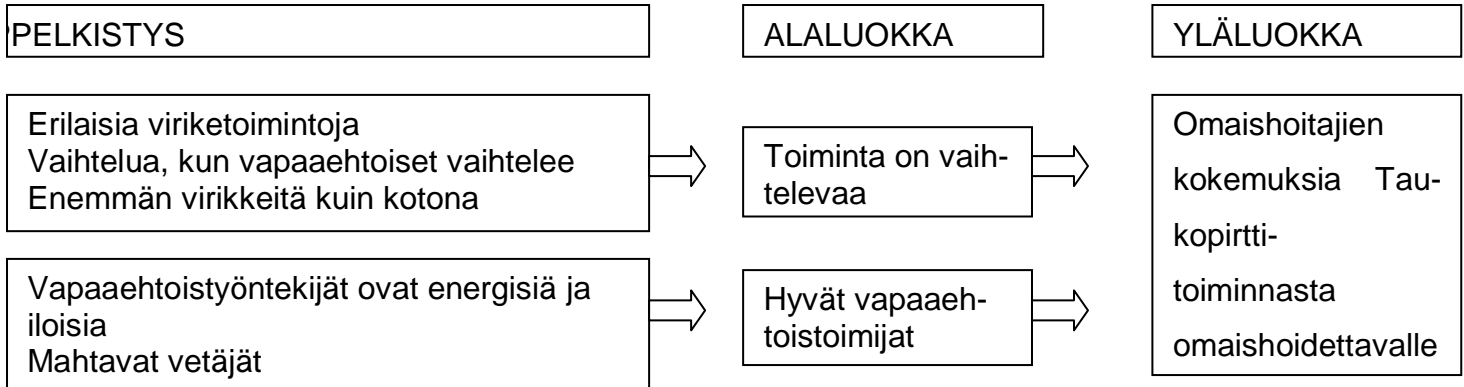 PPELKISTYS
ALALUOKKA
YLÄLUOKKA
Erilaisia viriketoimintoja
Vaihtelua, kun vapaaehtoiset vaihtelee
Enemmän virikkeitä kuin kotona
Toiminta on vaih-
televaa
Vapaaehtoistyöntekijät ovat energisiä ja
iloisia
Mahtavat vetäjät
Hyvät vapaaeh-
toistoimijat
Omaishoitajien
kokemuksia Tau-
kopirtti-
toiminnasta
omaishoidettavalle